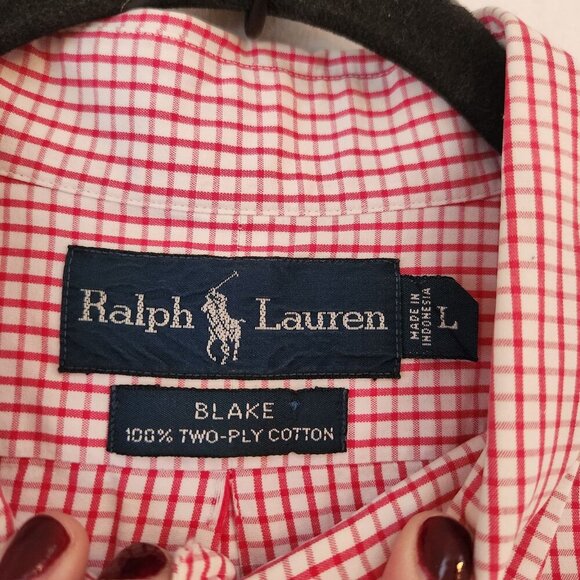 Ralph Lauren
MADE IN
INDONESIA
L
BLAKE
100% TWO-PLY COTTON